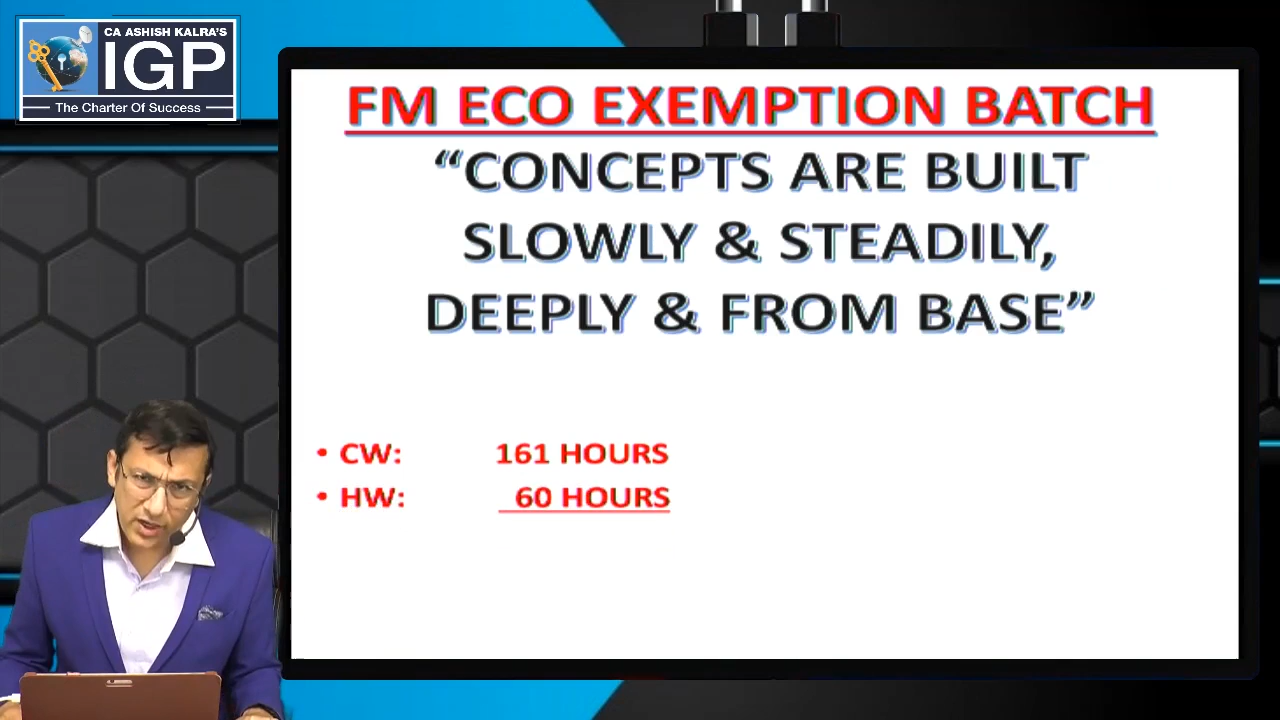 CA ASHISH KALRA'S
IGP
The Charter Of Success
FM ECO EXEMPTION BATCH
“CONCEPTS ARE BUILT
SLOWLY & STEADILY,
DEEPLY & FROM BASE”
• CW: 161 HOURS
• HW: 60 HOURS